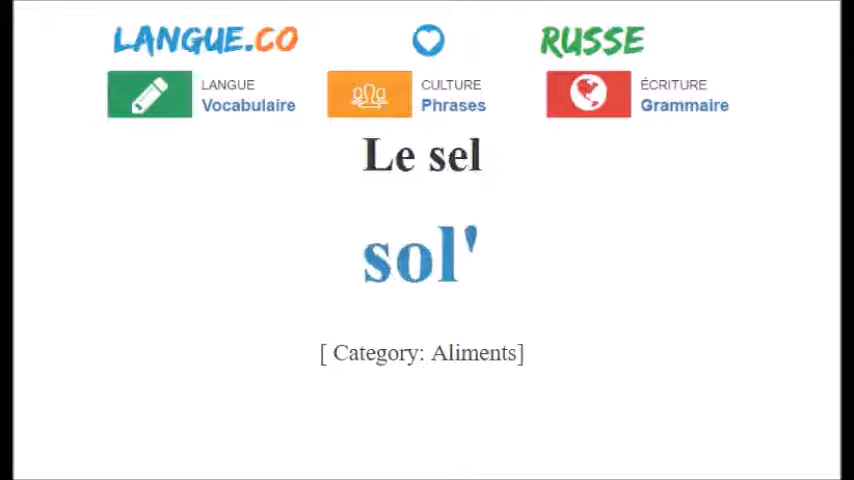 LANGUE.CO
RUSSE
LANGUE
Vocabulaire
CULTURE
Phrases
ÉCRITURE
Grammaire
Le sel
sol'
[ Category: Aliments]